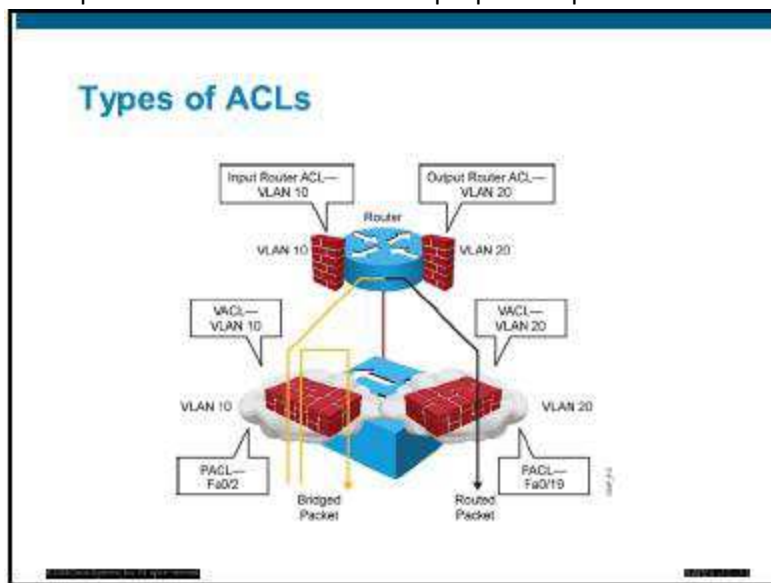 Types of ACLs
Input Router ACL—
VLAN 10
Output Router ACL—
VLAN 20
Router
VLAN 10
VLAN 20
VACL—
VLAN 10
VACL—
VLAN 20
VLAN 10
VLAN 20
PACL—
Fa0/2
PACL—
Fa0/19
Bridged
Packet
Routed
Packet